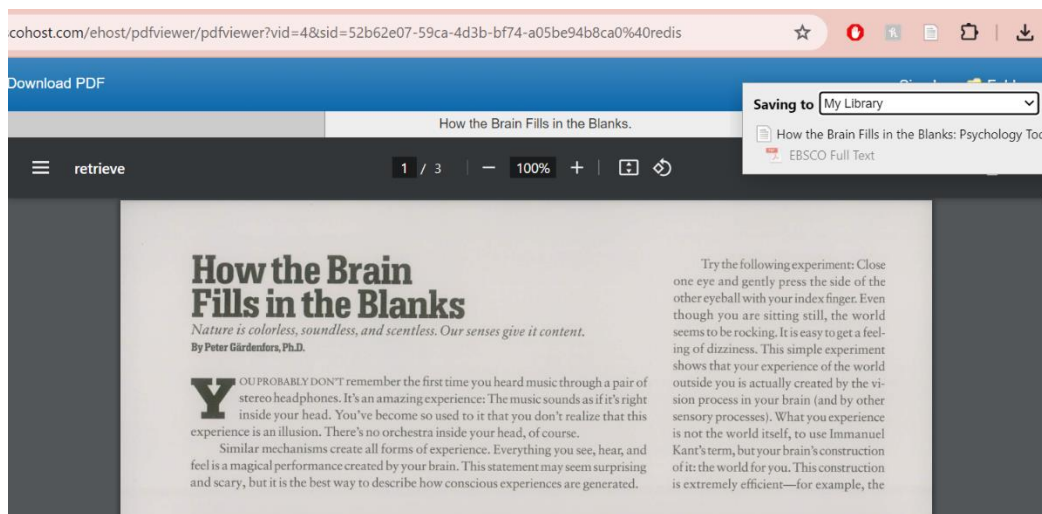 cohost.com/ehost/pdfviewer/pdfviewer?vid=4&sid=52b62e07-59ca-4d3b-bf74-a05be94b8ca0%40redis
Download PDF
Saving to My Library
How the Brain Fills in the Blanks: Psychology Too
EBSCO Full Text
How the Brain Fills in the Blanks.
retrieve
1 / 3
100%
How the Brain
Fills in the Blanks
Nature is colorless, soundless, and scentless. Our senses give it content.
By Peter Gärdenfors, Ph.D.
YOU PROBABLY DON'T remember the first time you heard music through a pair of
stereo headphones. It's an amazing experience: The music sounds as if it's right
inside your head. You've become so used to it that you don't realize that this
experience is an illusion. There's no orchestra inside your head, of course.
Similar mechanisms create all forms of experience. Everything you see, hear, and
feel is a magical performance created by your brain. This statement may seem surprising
and scary, but it is the best way to describe how conscious experiences are generated.
Try the following experiment: Close
one eye and gently press the side of the
other eyeball with your index finger. Even
though you are sitting still, the world
seems to be rocking. It is easy to get a feel-
ing of dizziness. This simple experiment
shows that your experience of the world
outside you is actually created by the vi-
sion process in your brain (and by other
sensory processes). What you experience
is not the world itself, to use Immanuel
Kant's term, but your brain's construction
of it: the world for you. This construction
is extremely efficient—for example, the